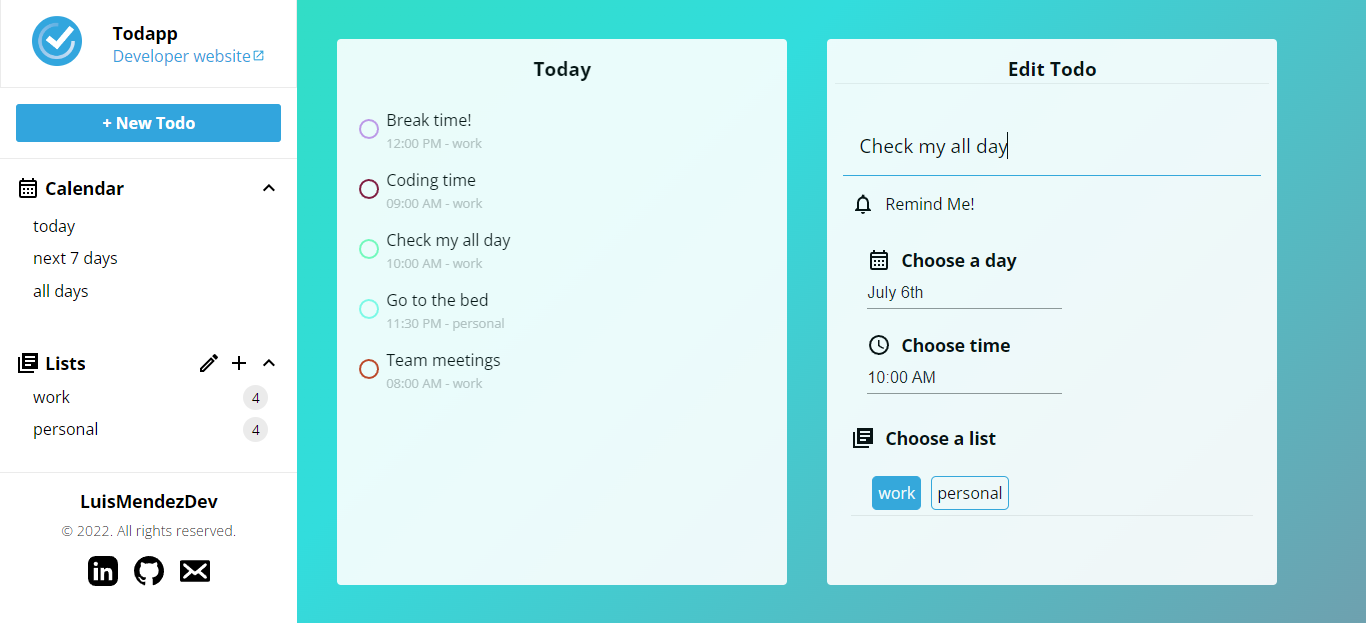 Todapp
Developer website
+ New Todo
Calendar
today
next 7 days
all days
Lists
work 4
personal 4
LuisMendezDev
© 2022. All rights reserved.
in
Today
Break time!
12:00 PM - work
Coding time
09:00 AM - work
Check my all day
10:00 AM - work
Go to the bed
11:30 PM - personal
Team meetings
08:00 AM - work
Edit Todo
Check my all day
Remind Me!
Choose a day
July 6th
Choose time
10:00 AM
Choose a list
work personal